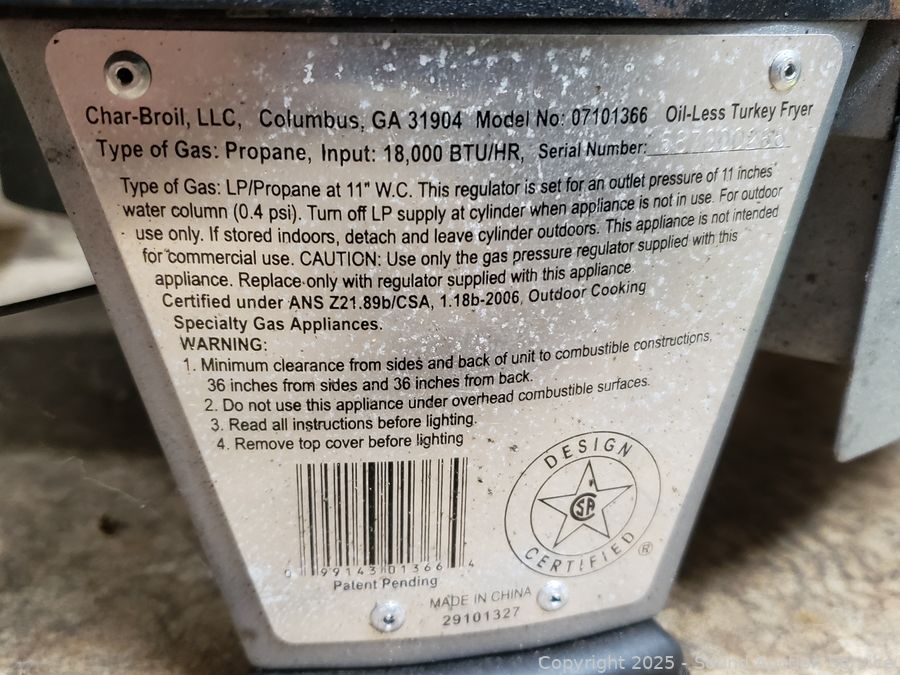 Char-Broil, LLC, Columbus, GA 31904 Model No: 07101366 Oil-Less Turkey Fryer
Type of Gas: Propane, Input: 18,000 BTU/HR, Serial Number:
Type of Gas: LP/Propane at 11" W.C. This regulator is set for an outlet pressure of 11 inches
water column (0.4 psi). Turn off LP supply at cylinder when appliance is not in use. For outdoor
use only. If stored indoors, detach and leave cylinder outdoors. This appliance is not intended
for commercial use. CAUTION: Use only the gas pressure regulator supplied with this
appliance. Replace only with regulator supplied with this appliance.
Certified under ANS Z21.89b/CSA, 1.18b-2006, Outdoor Cooking
Specialty Gas Appliances.
WARNING:
1. Minimum clearance from sides and back of unit to combustible constructions,
36 inches from sides and 36 inches from back.
2. Do not use this appliance under overhead combustible surfaces.
3. Read all instructions before lighting.
4. Remove top cover before lighting
DESIGN
CSA
CERTIFIED ®
0 99143 01366 4
Patent Pending
MADE IN CHINA
29101327
Copyright 2025 - Sound Auction Service